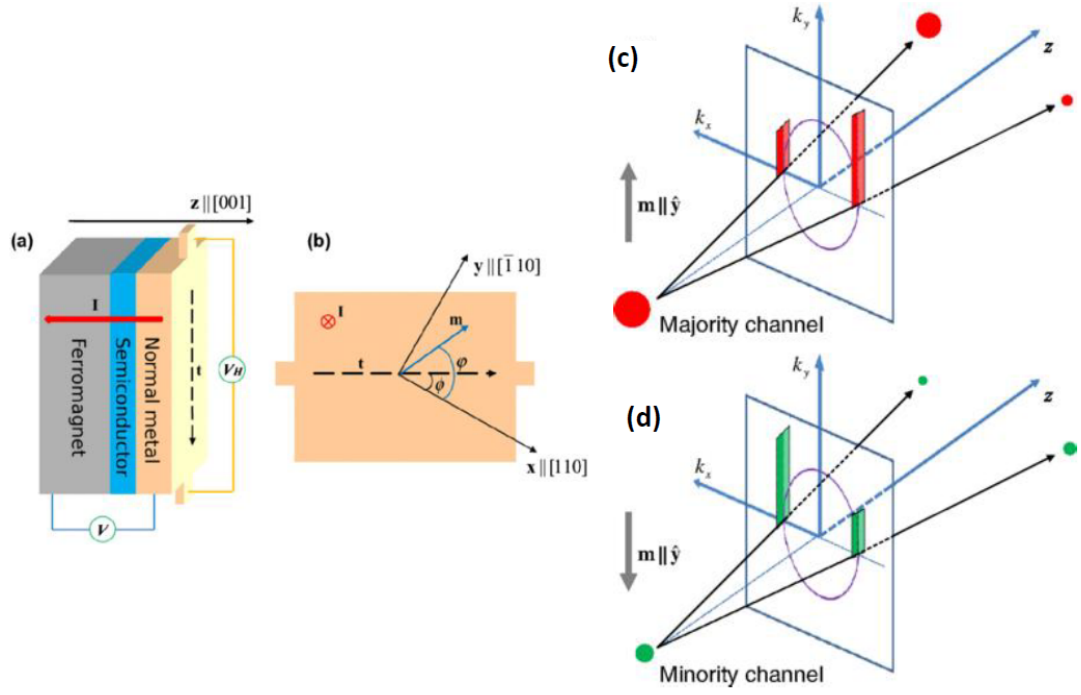 (a)
z || [001]
I
t
V_H
Ferromagnet
Semiconductor
Normal metal
V
(b)
y || [1̄ 10]
I
m
t
φ
ϕ
x || [110]
(c)
k_y
z
k_x
m || ŷ
Majority channel
(d)
k_y
z
k_x
m || ŷ
Minority channel